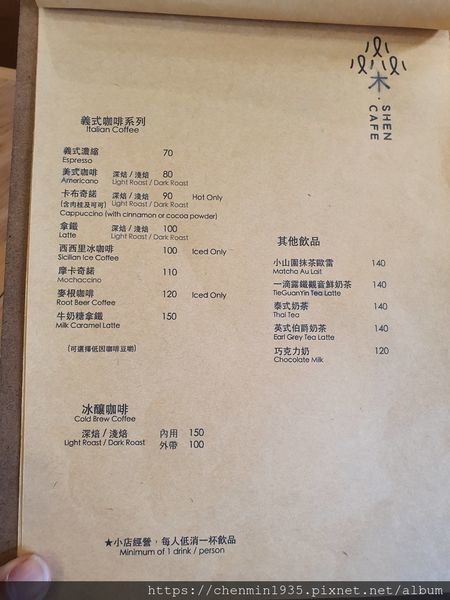 木
SHEN
CAFE
義式咖啡系列
Italian Coffee
義式濃縮 70
Espresso
美式咖啡 深焙 / 淺焙 80
Americano Light Roast / Dark Roast
卡布奇諾 深焙 / 淺焙 90 Hot Only
(含肉桂及可可) Light Roast / Dark Roast
Cappuccino (with cinnamon or cocoa powder)
拿鐵 深焙 / 淺焙 100
Latte Light Roast / Dark Roast
西西里冰咖啡 100 Iced Only
Sicilian Ice Coffee
摩卡奇諾 110
Mochaccino
麥根咖啡 120 Iced Only
Root Beer Coffee
牛奶糖拿鐵 150
Milk Caramel Latte
(可選擇低因咖啡豆喲)
其他飲品
小山園抹茶歐蕾 140
Matcha Au Lait
一滴露鐵觀音鮮奶茶 140
TieGuanYin Tea Latte
泰式奶茶 140
Thai Tea
英式伯爵奶茶 140
Earl Grey Tea Latte
巧克力奶 120
Chocolate Milk
冰釀咖啡
Cold Brew Coffee
深焙 / 淺焙 內用 150
Light Roast / Dark Roast 外帶 100
★小店經營，每人低消一杯飲品
Minimum of 1 drink / person
https://chenmin1935.pixnet.net/album